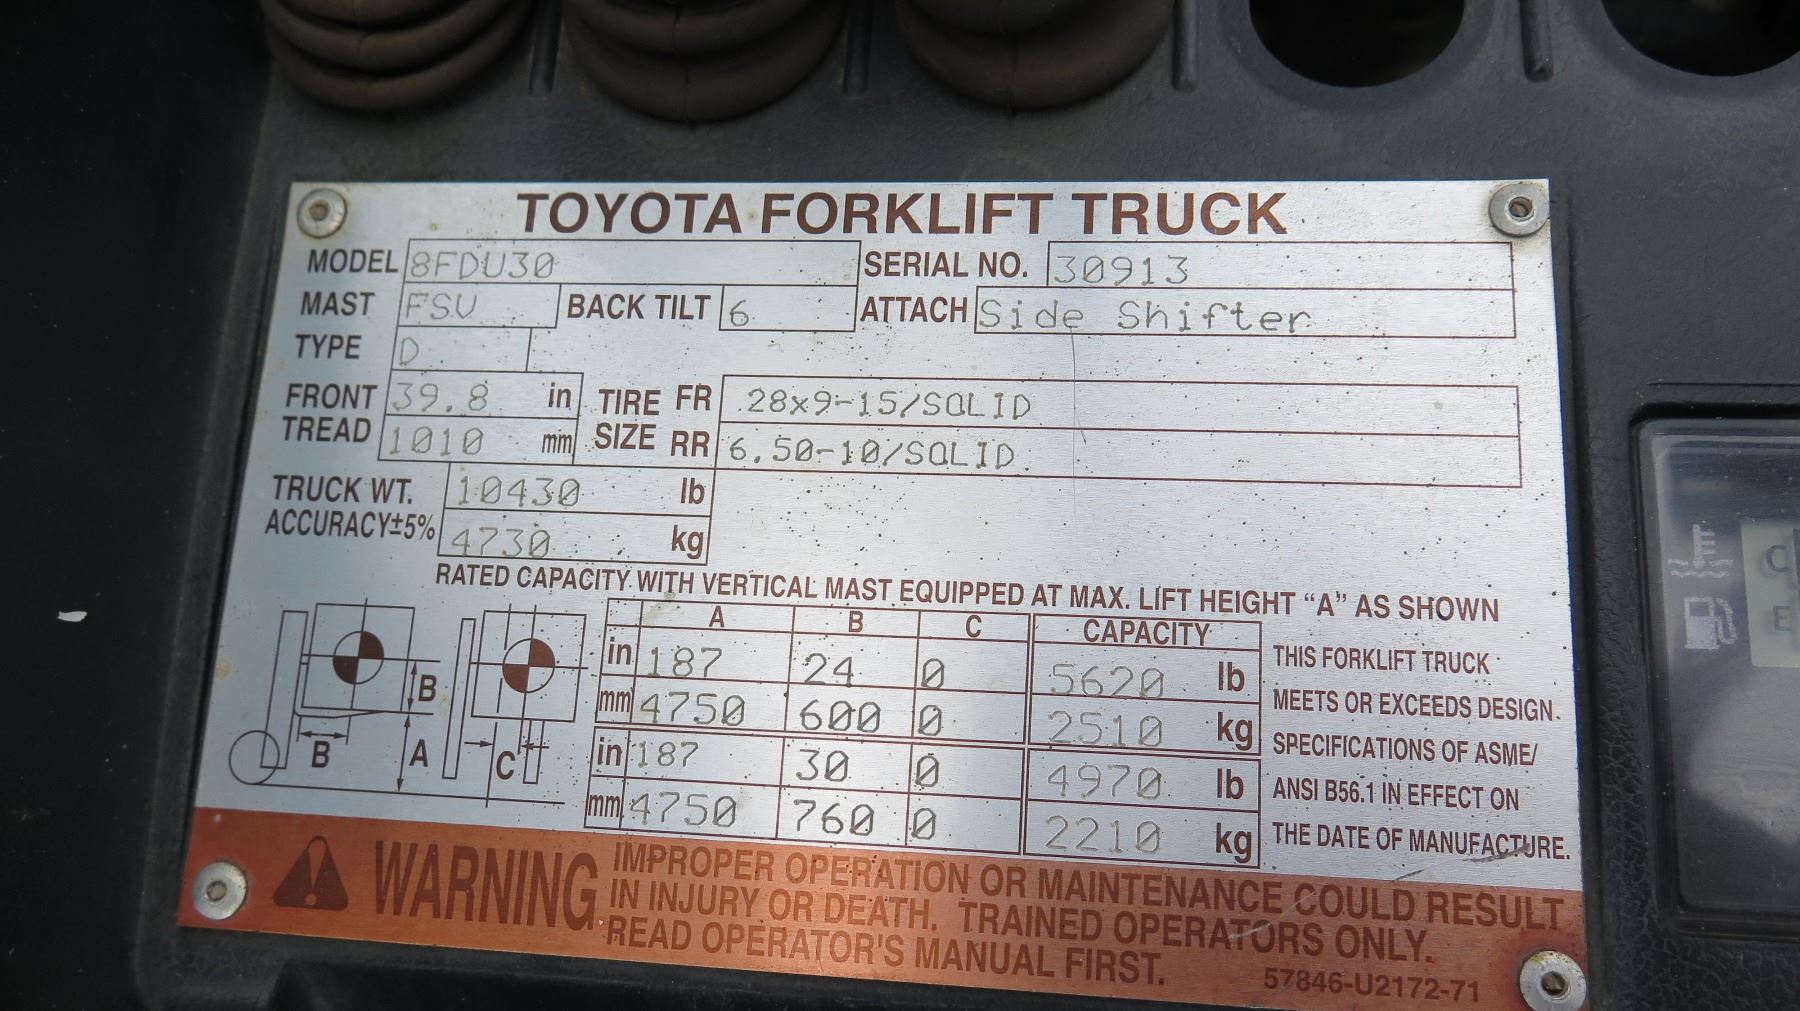 TOYOTA FORKLIFT TRUCK
MODEL 8FDU30 SERIAL NO. 30913
MAST FSV BACK TILT 6 ATTACH Side Shifter
TYPE D
FRONT TREAD 39.8 in TIRE SIZE FR 28x9-15/SOLID
1010 mm RR 6.50-10/SOLID
TRUCK WT. 10430 lb
ACCURACY±5% 4730 kg
RATED CAPACITY WITH VERTICAL MAST EQUIPPED AT MAX. LIFT HEIGHT “A” AS SHOWN
A B C CAPACITY
in 187 24 0 5620 lb
mm 4750 600 0 2510 kg
in 187 30 0 4970 lb
mm 4750 760 0 2210 kg
B
B A C
THIS FORKLIFT TRUCK
MEETS OR EXCEEDS DESIGN
SPECIFICATIONS OF ASME/
ANSI B56.1 IN EFFECT ON
THE DATE OF MANUFACTURE.
WARNING
IMPROPER OPERATION OR MAINTENANCE COULD RESULT
IN INJURY OR DEATH. TRAINED OPERATORS ONLY.
READ OPERATOR'S MANUAL FIRST.
57846-U2172-71
C
E